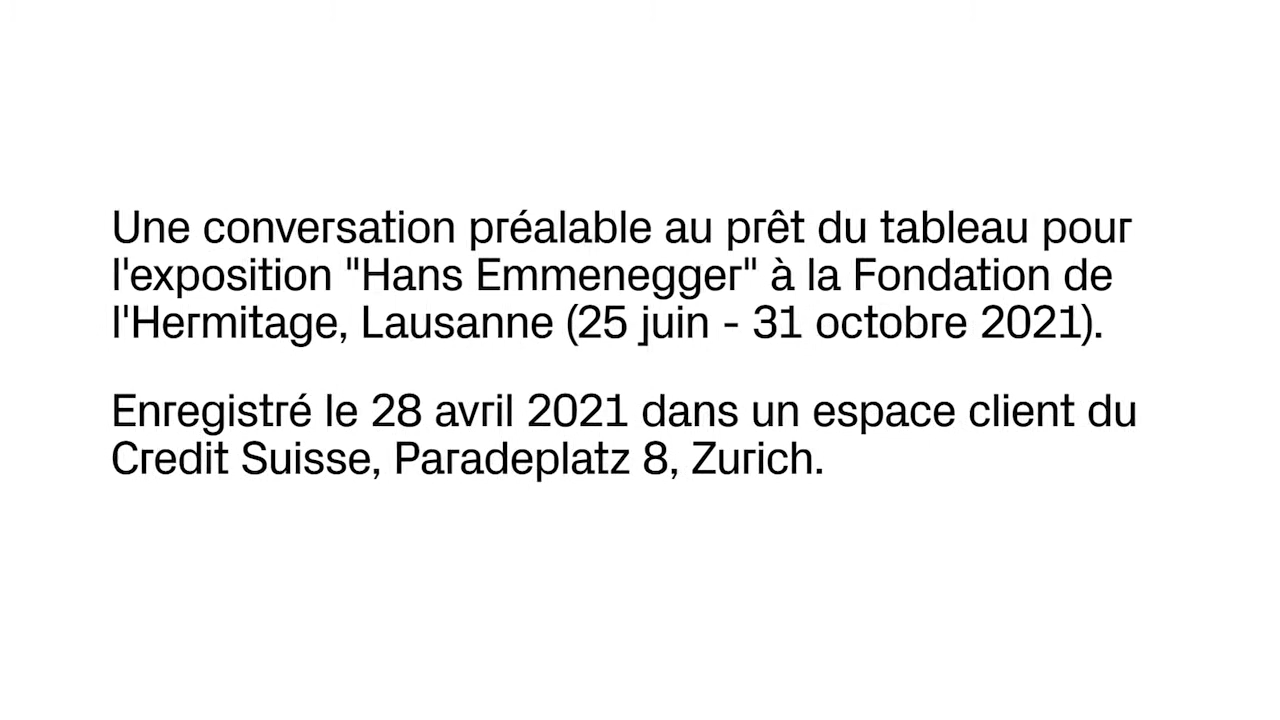 Une conversation préalable au prêt du tableau pour
l'exposition "Hans Emmenegger" à la Fondation de
l'Hermitage, Lausanne (25 juin - 31 octobre 2021).
Enregistré le 28 avril 2021 dans un espace client du
Credit Suisse, Paradeplatz 8, Zurich.